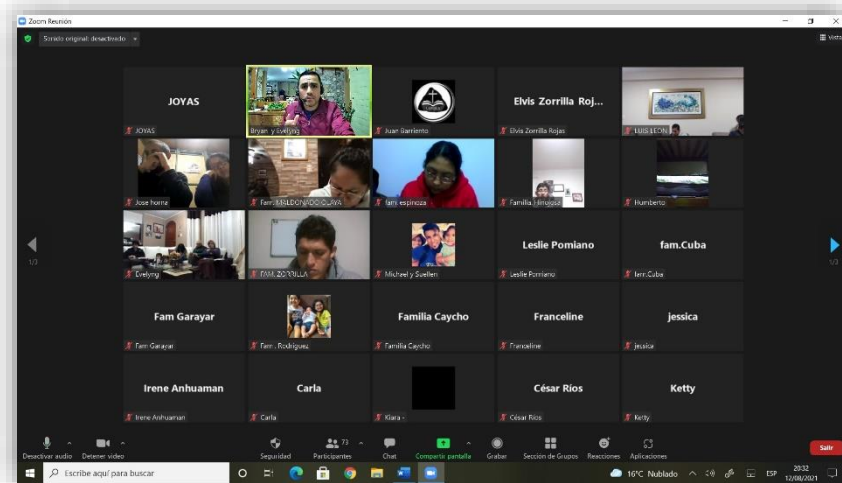 Zoom Reunión
Sonido original: desactivado
Vista
JOYAS
JOYAS
Bryan y Evelyng
Juan Barriento
Elvis Zorrilla Roj...
Elvis Zorrilla Rojas
LUIS LEON
Jose horna
Fam. MALDONADO OLAYA
fam espinoza
Familia Hinojosa
Humberto
1/3
Evelyng
FAM. ZORRILLA
Michael y Suellen
Leslie Pomiano
Leslie Pomiano
fam.Cuba
fam.Cuba
1/3
Fam Garayar
Fam Garayar
Fam. Rodriguez
Familia Caycho
Familia Caycho
Franceline
Franceline
jessica
jessica
Irene Anhuaman
Irene Anhuaman
Carla
Carla
Kiara -
César Ríos
César Ríos
Ketty
Ketty
Desactivar audio
Detener video
Seguridad
Participantes
73
Chat
Compartir pantalla
Grabar
Sección de Grupos
Reacciones
Aplicaciones
Salir
Escribe aquí para buscar
16°C Nublado
ESP
20:32
12/08/2021